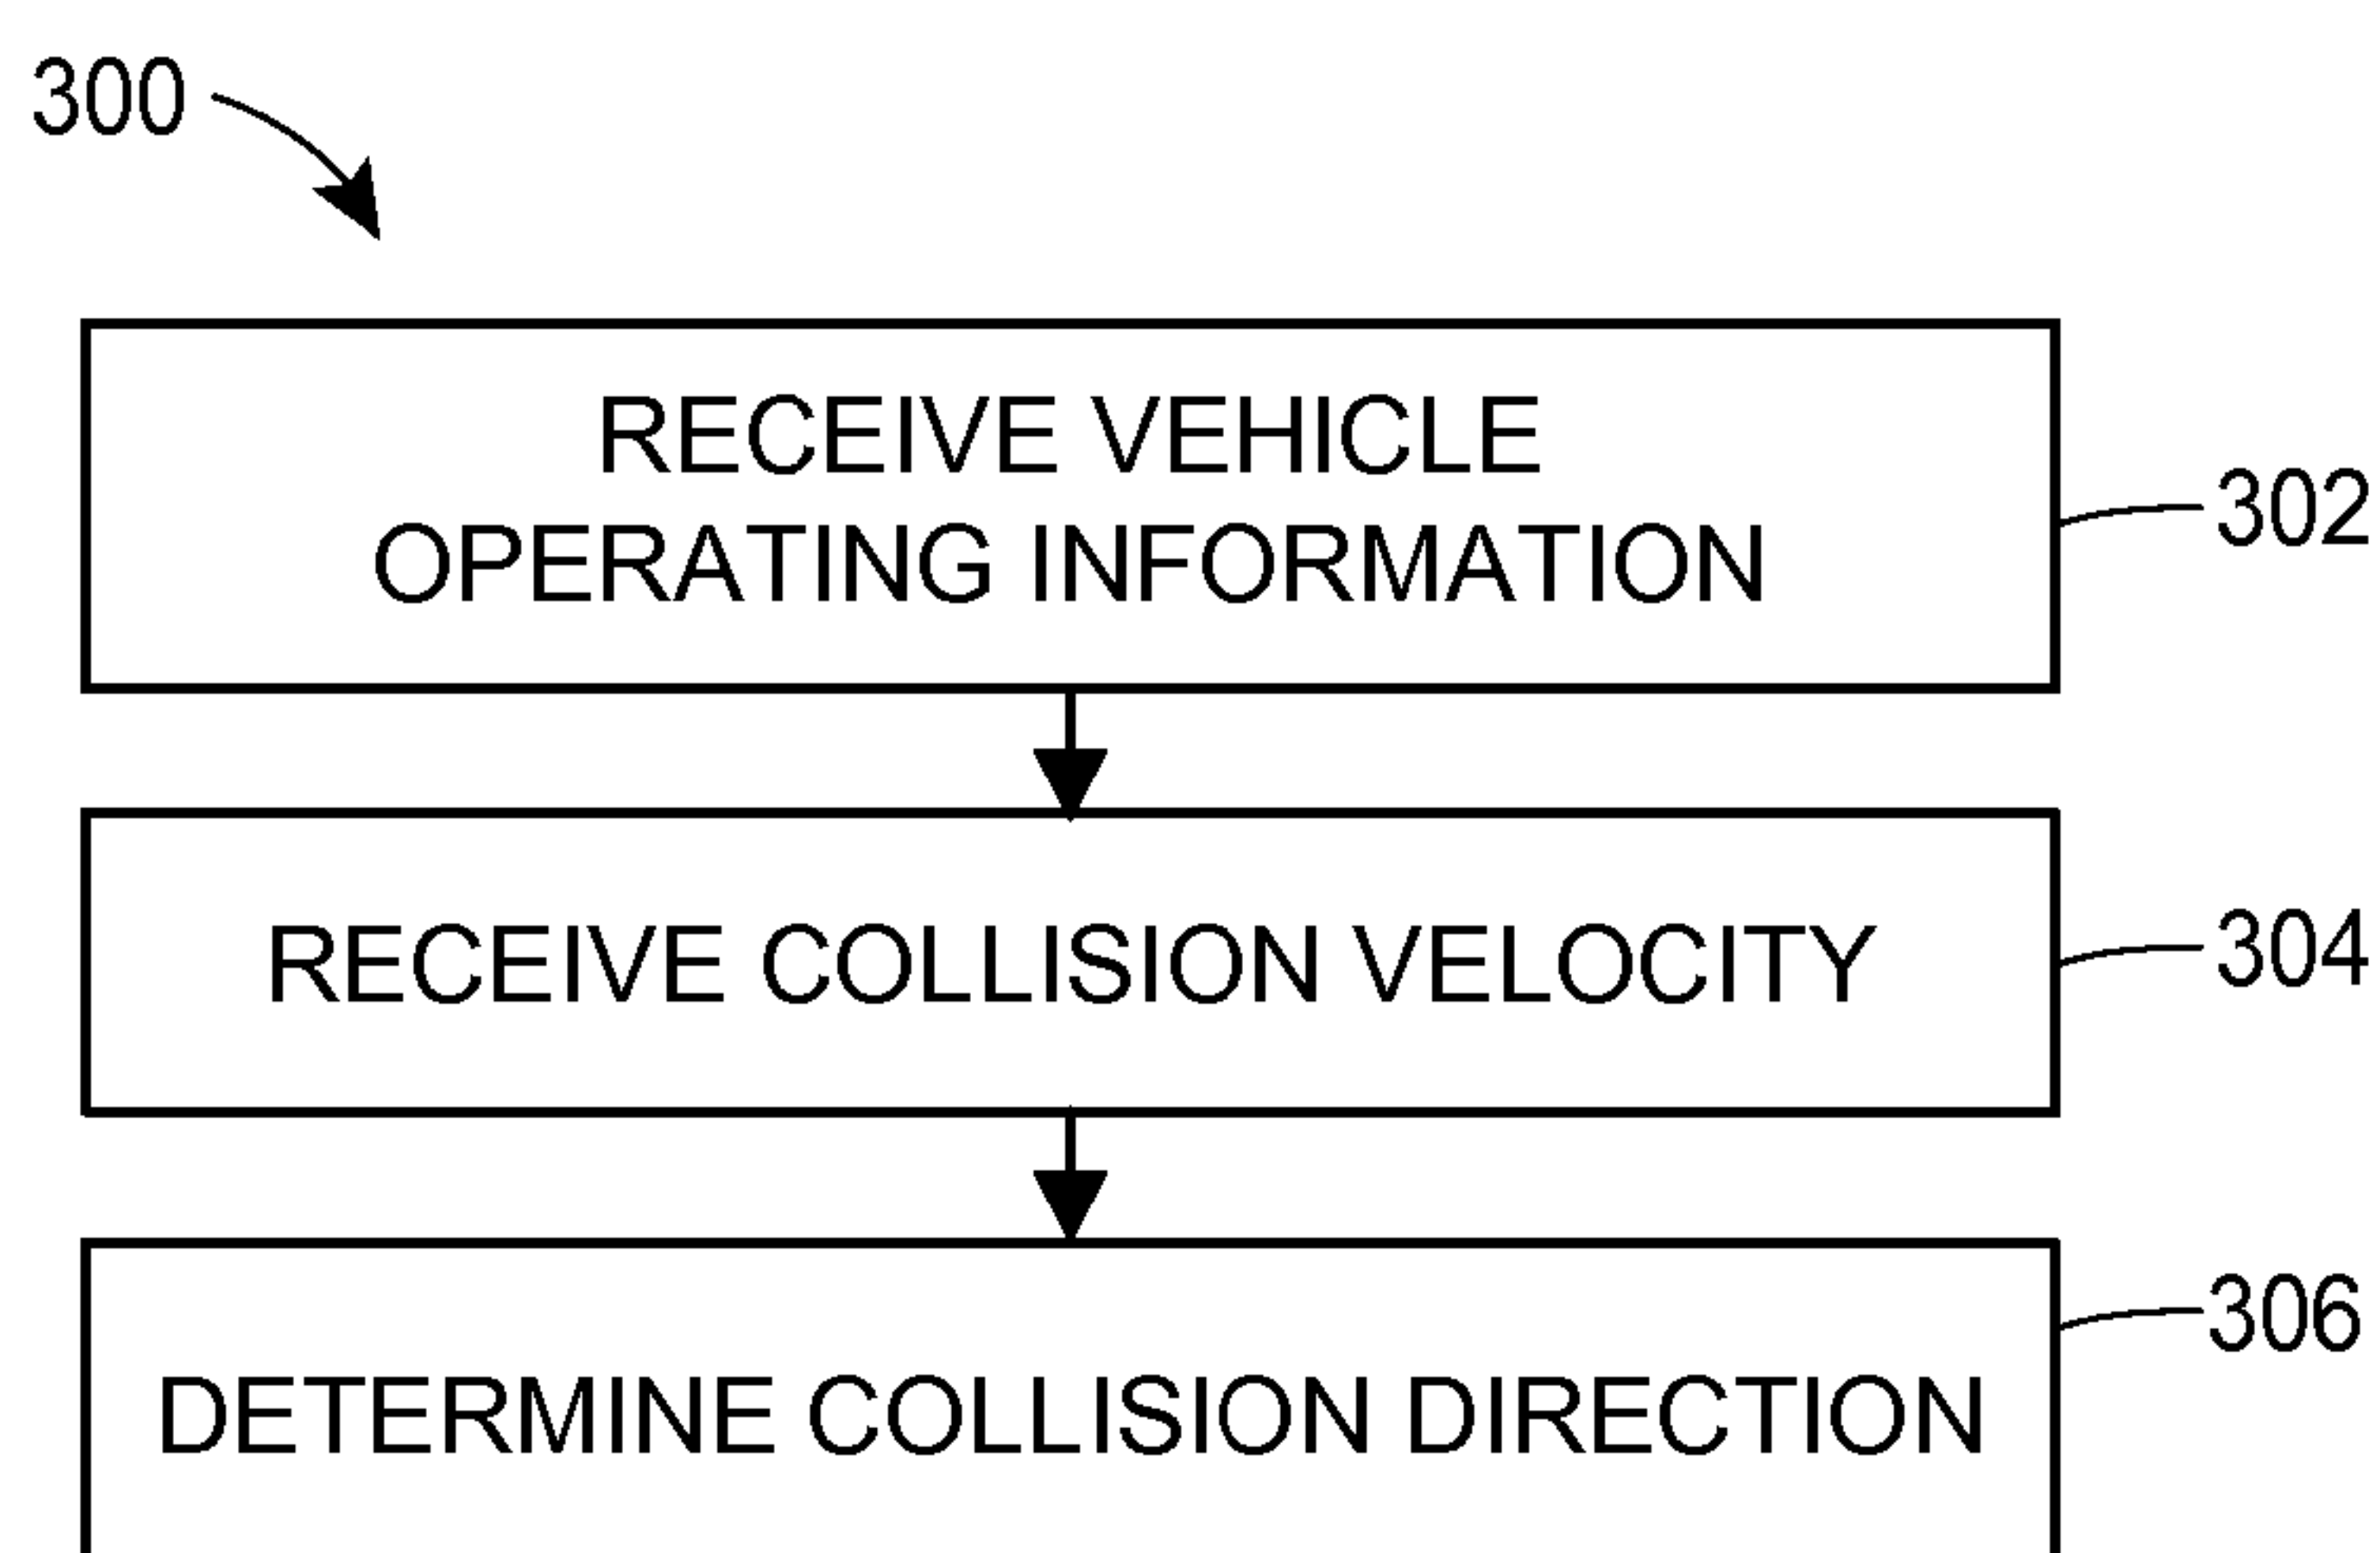 300
RECEIVE VEHICLE
OPERATING INFORMATION
302
RECEIVE COLLISION VELOCITY
304
306
DETERMINE COLLISION DIRECTION